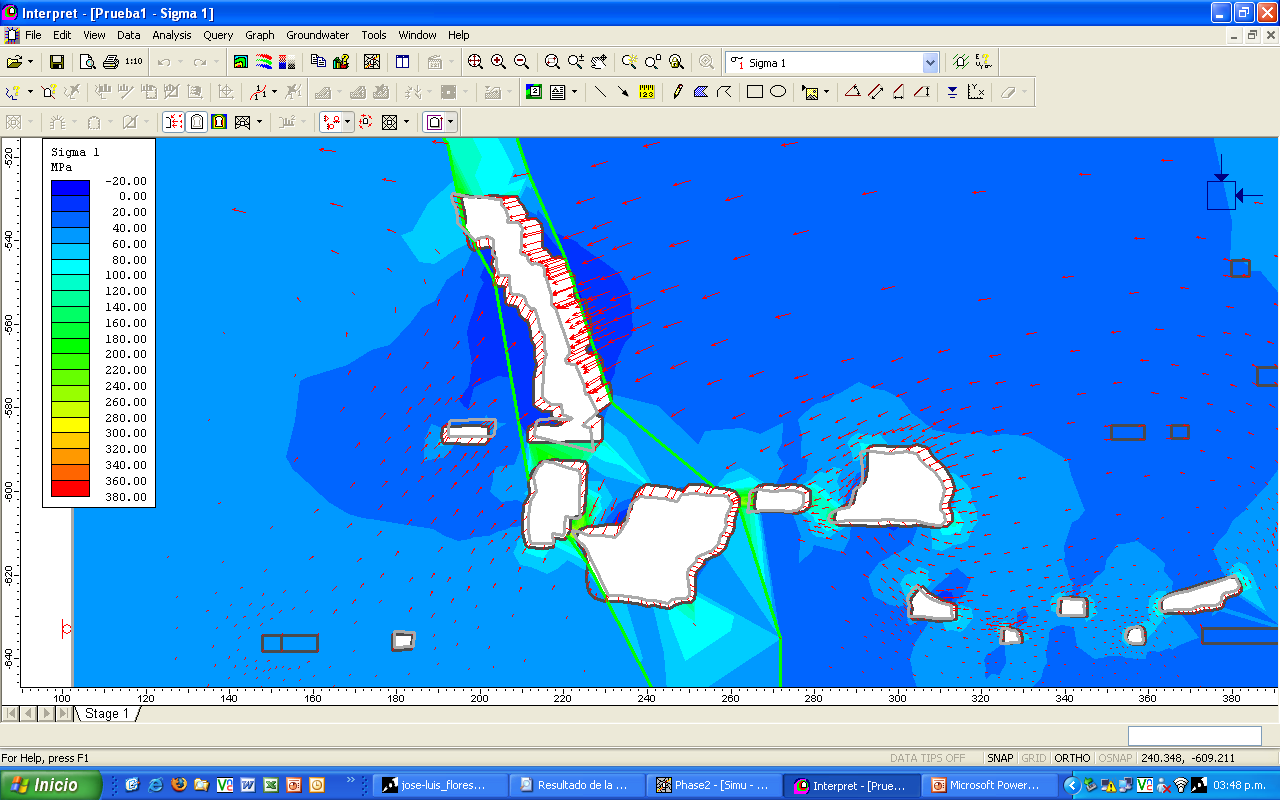 Interpret - [Prueba1 - Sigma 1]
File Edit View Data Analysis Query Graph Groundwater Tools Window Help
1:10
σ1 Sigma 1
Sigma 1
MPa
-20.00
0.00
20.00
40.00
60.00
80.00
100.00
120.00
140.00
160.00
180.00
200.00
220.00
240.00
260.00
280.00
300.00
320.00
340.00
360.00
380.00
-520
-540
-560
-580
-600
-620
-640
100 120 140 160 180 200 220 240 260 280 300 320 340 360 380
Stage 1
For Help, press F1
DATA TIPS OFF SNAP GRID ORTHO OSNAP 240.348, -609.211
Inicio
jose-luis_flores...
Resultado de la ...
Phase2 - [Simu - ...
Interpret - [Prue...
Microsoft Power...
03:48 p.m.